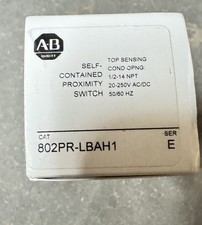 A-B
QUALITY
SELF-CONTAINED PROXIMITY SWITCH
TOP SENSING
COND OPNG:
1/2-14 NPT
20-250V AC/DC
50/60 HZ
CAT
SER
802PR-LBAH1
E